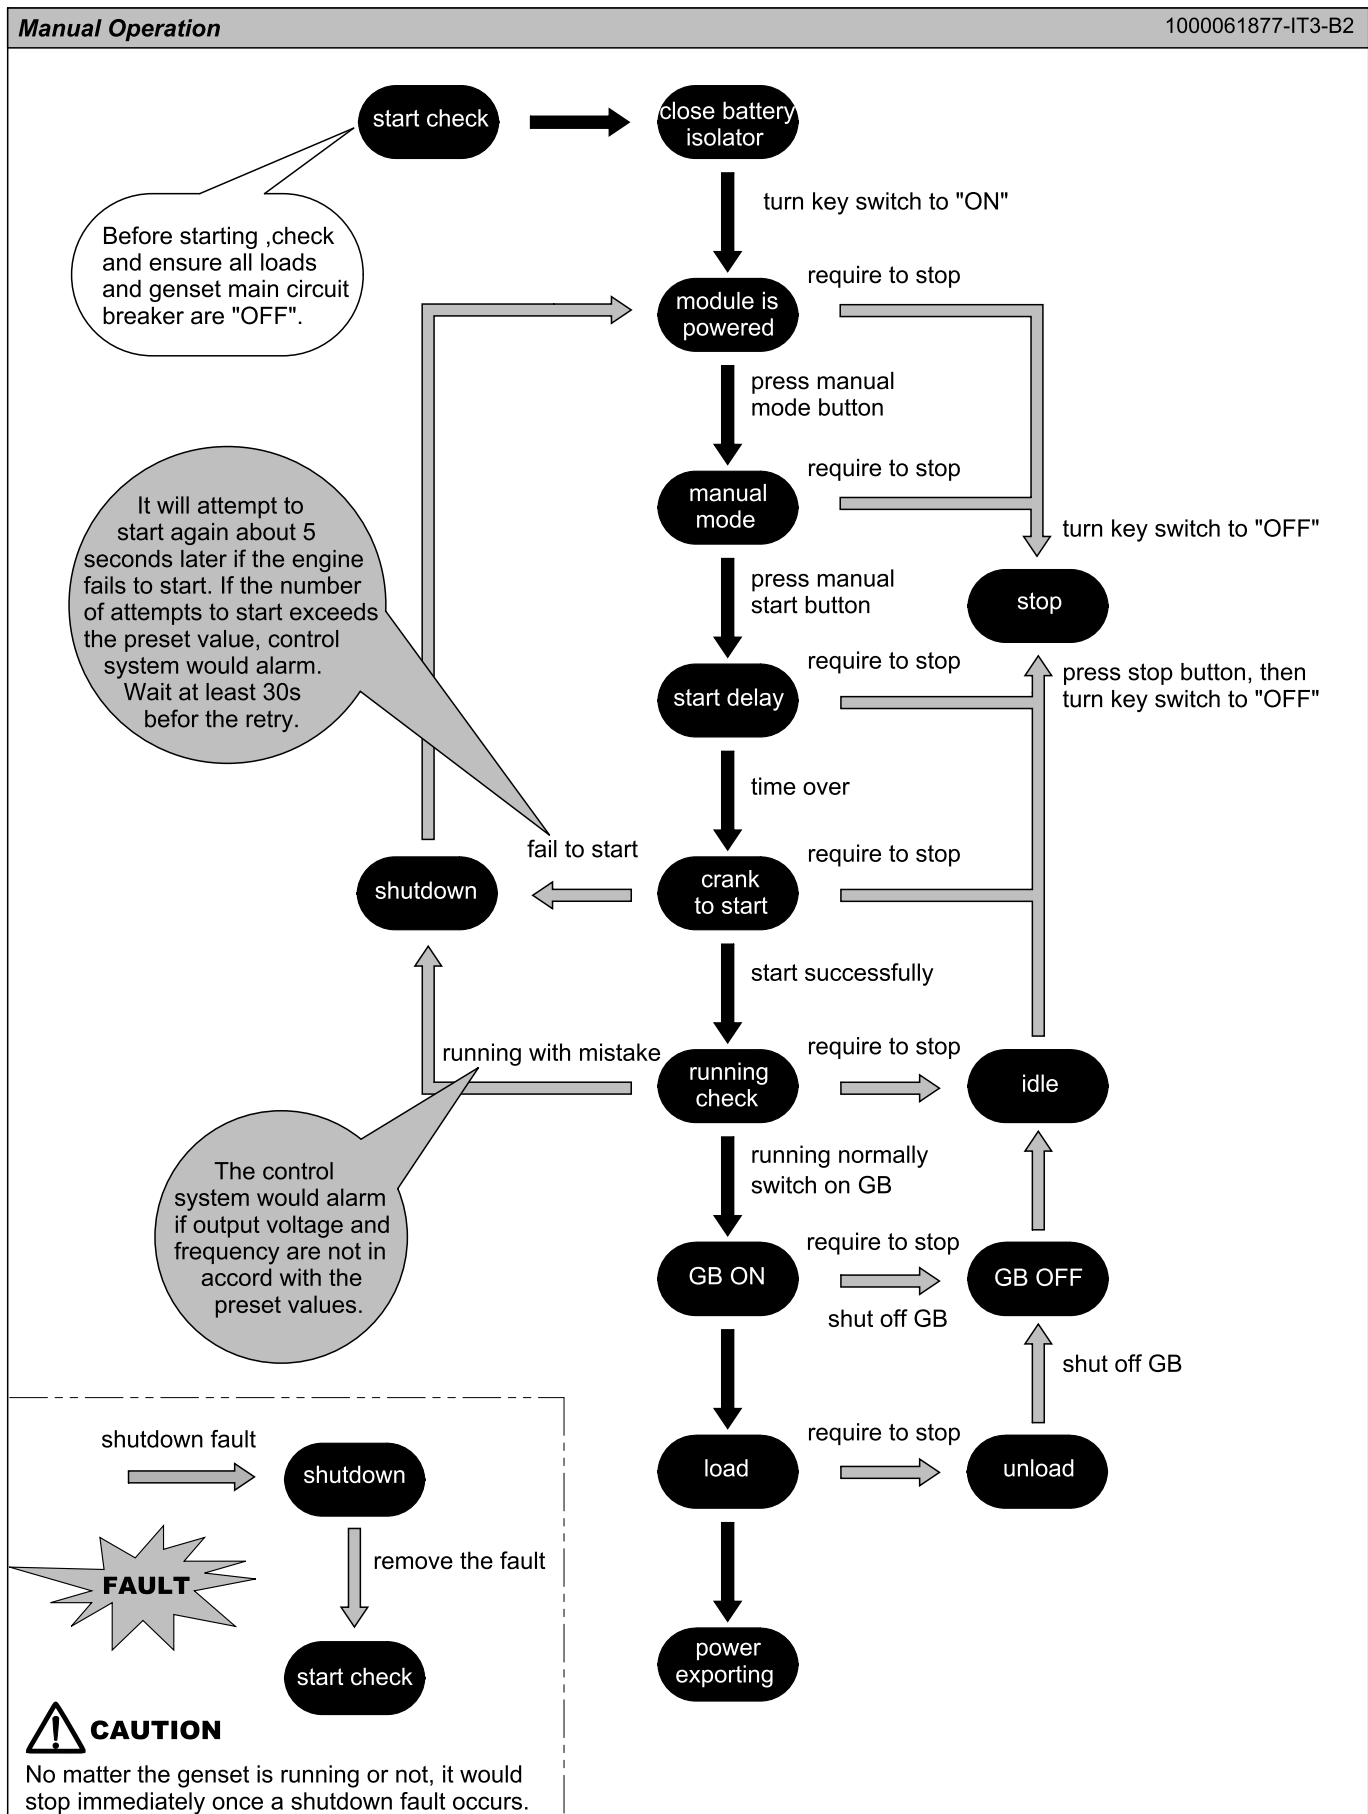 Manual Operation
1000061877-IT3-B2
start check
close battery
isolator
turn key switch to "ON"
Before starting ,check
and ensure all loads
and genset main circuit
breaker are "OFF".
module is
powered
require to stop
press manual
mode button
manual
mode
require to stop
turn key switch to "OFF"
It will attempt to
start again about 5
seconds later if the engine
fails to start. If the number
of attempts to start exceeds
the preset value, control
system would alarm.
Wait at least 30s
befor the retry.
press manual
start button
stop
start delay
require to stop
press stop button, then
turn key switch to "OFF"
time over
fail to start
shutdown
crank
to start
require to stop
start successfully
running with mistake
running
check
require to stop
idle
The control
system would alarm
if output voltage and
frequency are not in
accord with the
preset values.
running normally
switch on GB
GB ON
require to stop
shut off GB
GB OFF
shut off GB
load
require to stop
unload
power
exporting
shutdown fault
shutdown
FAULT
remove the fault
start check
CAUTION
No matter the genset is running or not, it would
stop immediately once a shutdown fault occurs.